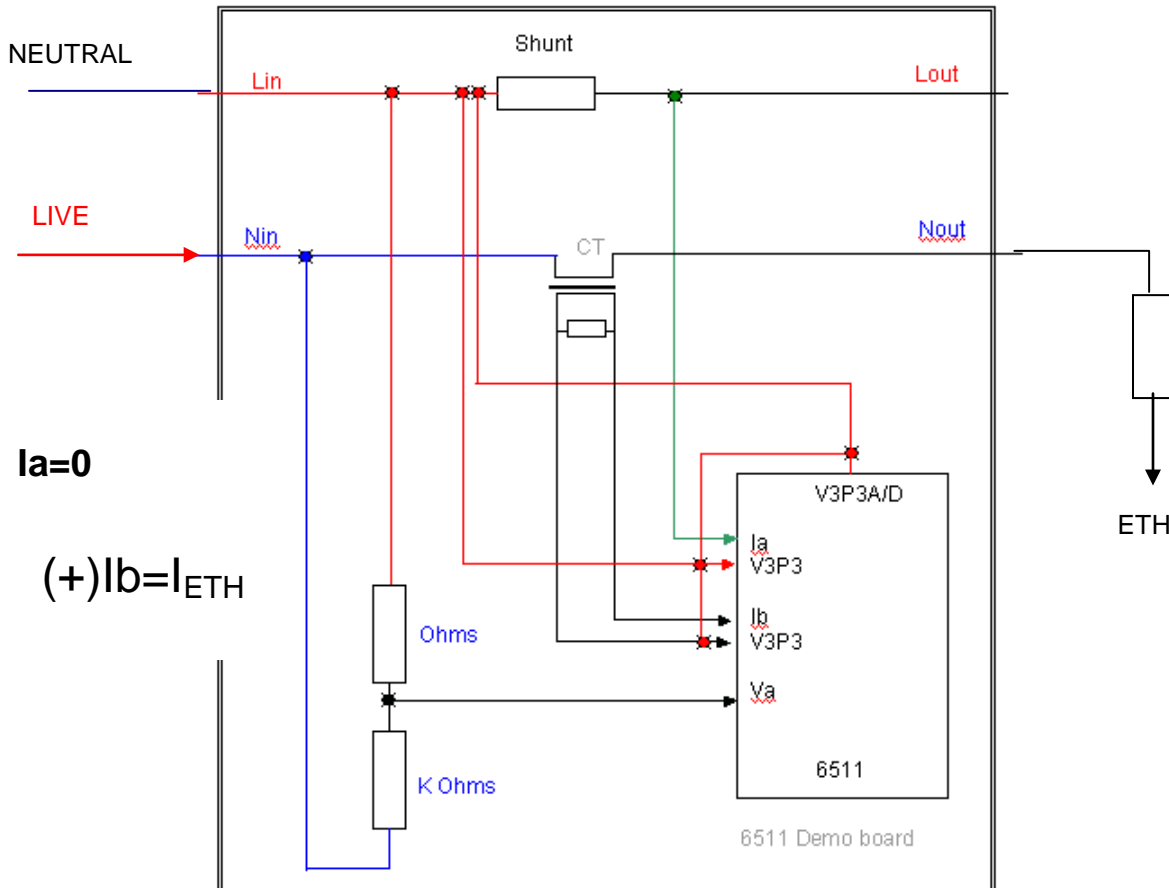 Shunt
NEUTRAL
Lin
Lout
LIVE
Nin
CT
Nout
Ia=0
V3P3A/D
ETH
Ia
V3P3
(+)Ib=IETH
Ib
Ohms
V3P3
Va
6511
K Ohms
6511 Demo board